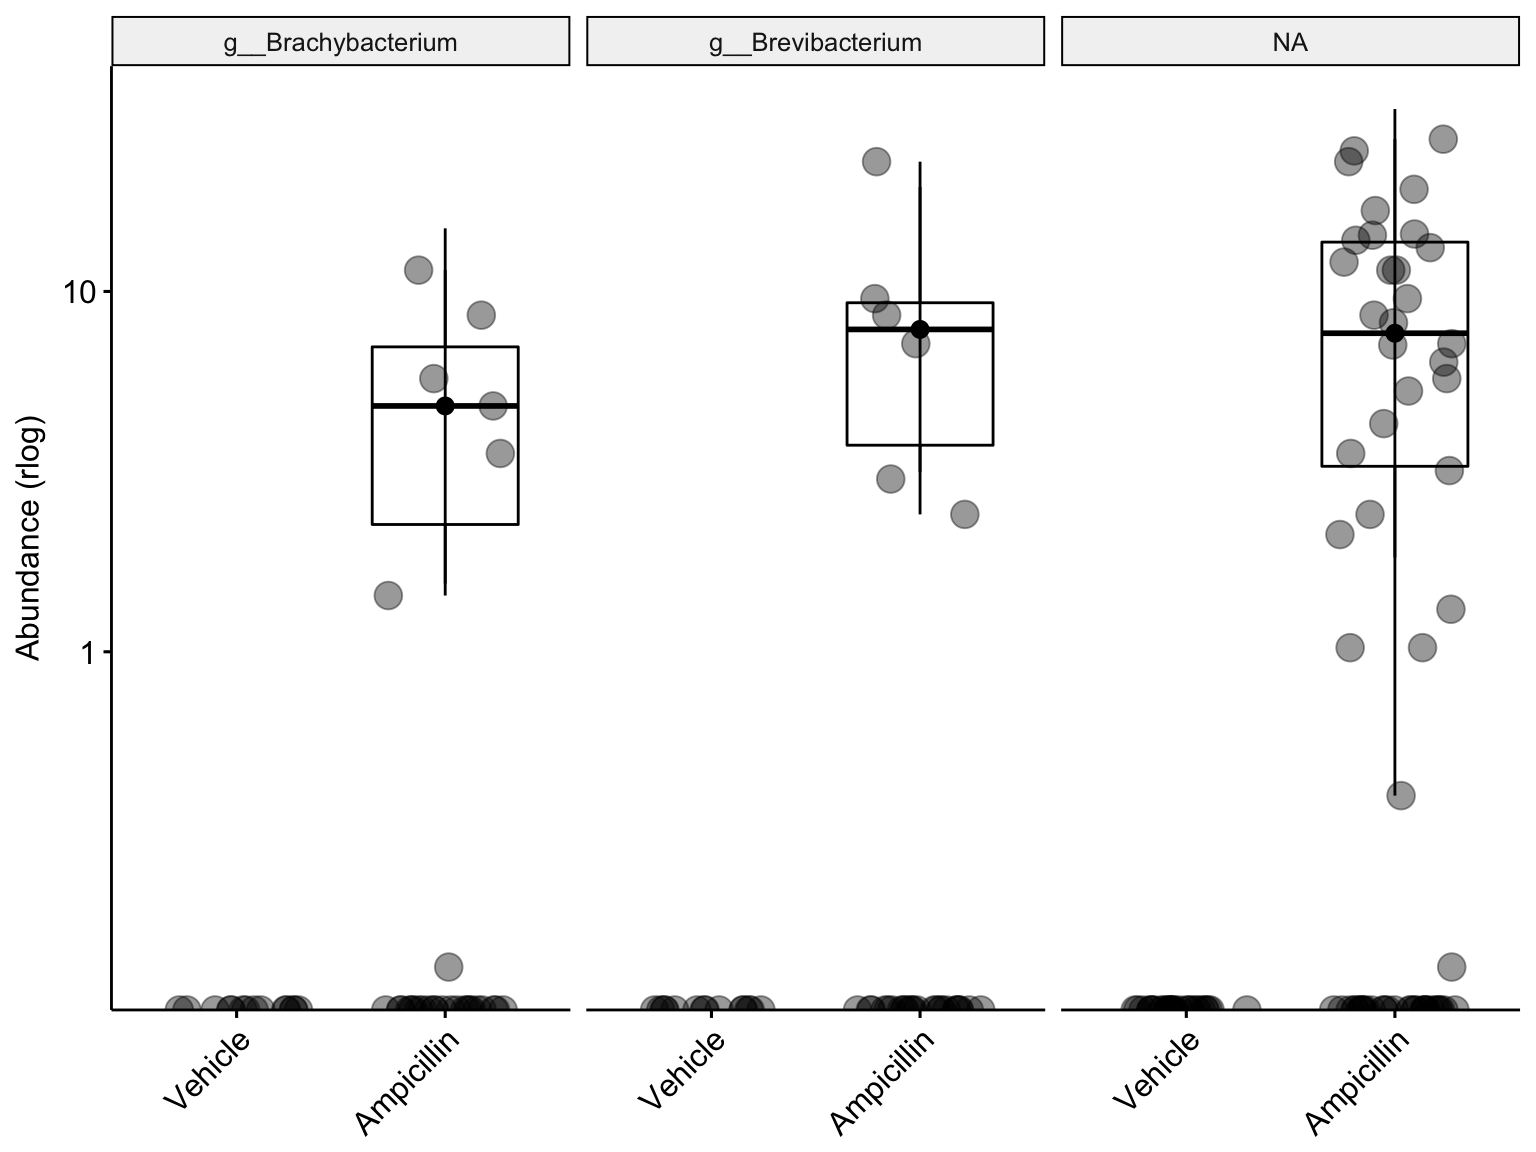 g__Brachybacterium
g__Brevibacterium
NA
Abundance (rlog)
10
1
Vehicle
Ampicillin
Vehicle
Ampicillin
Vehicle
Ampicillin